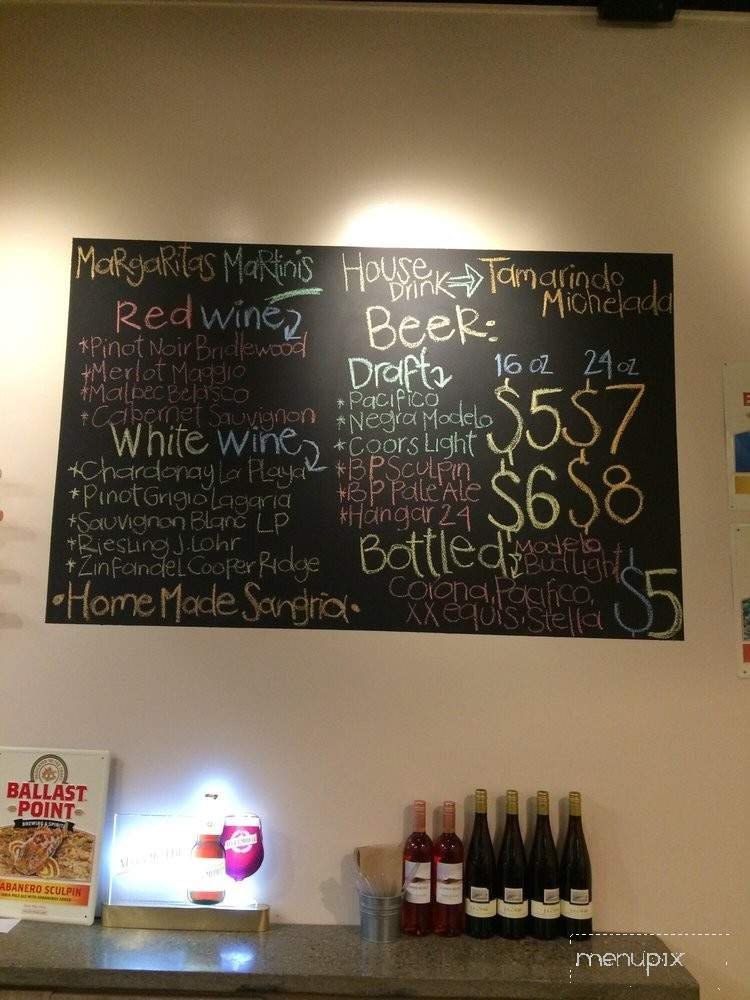 Margaritas Martinis
Red Wine
*Pinot Noir Bridlewood
*Merlot Maggio
*Malbec Belasco
*Cabernet Sauvignon
White Wine
*Chardonay La Playa
*Pinot Grigio Lagaria
*Sauvignon Blanc LP
*Riesling J.Lohr
*Zinfandel Cooper Ridge
•Home Made Sangria•
House Drink → Tamarindo
Michelada
Beer:
Draft 16 oz 24 oz
*Pacifico
*Negra Modelo $5 $7
*Coors Light
*BP Sculpin
*BP Pale Ale $6 $8
*Hangar 24
Bottled Modelo
Bud Light
Corona, Pacifico, $5
XX equis, Stella
BALLAST
POINT
BREWING & SPIRITS
ABANERO SCULPIN
menupix